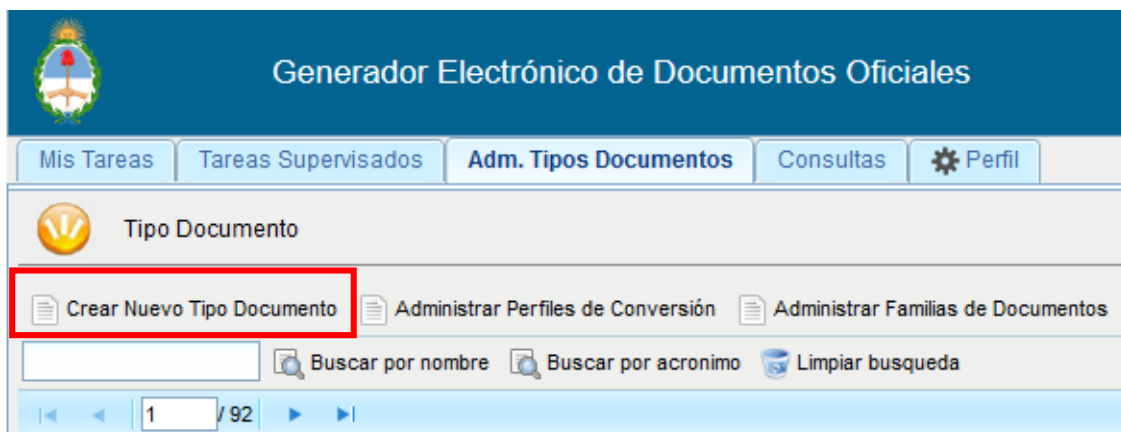 Generador Electrónico de Documentos Oficiales
Mis Tareas Tareas Supervisados Adm. Tipos Documentos Consultas Perfil
Tipo Documento
Crear Nuevo Tipo Documento Administrar Perfiles de Conversión Administrar Familias de Documentos
Buscar por nombre Buscar por acronimo Limpiar busqueda
1 / 92